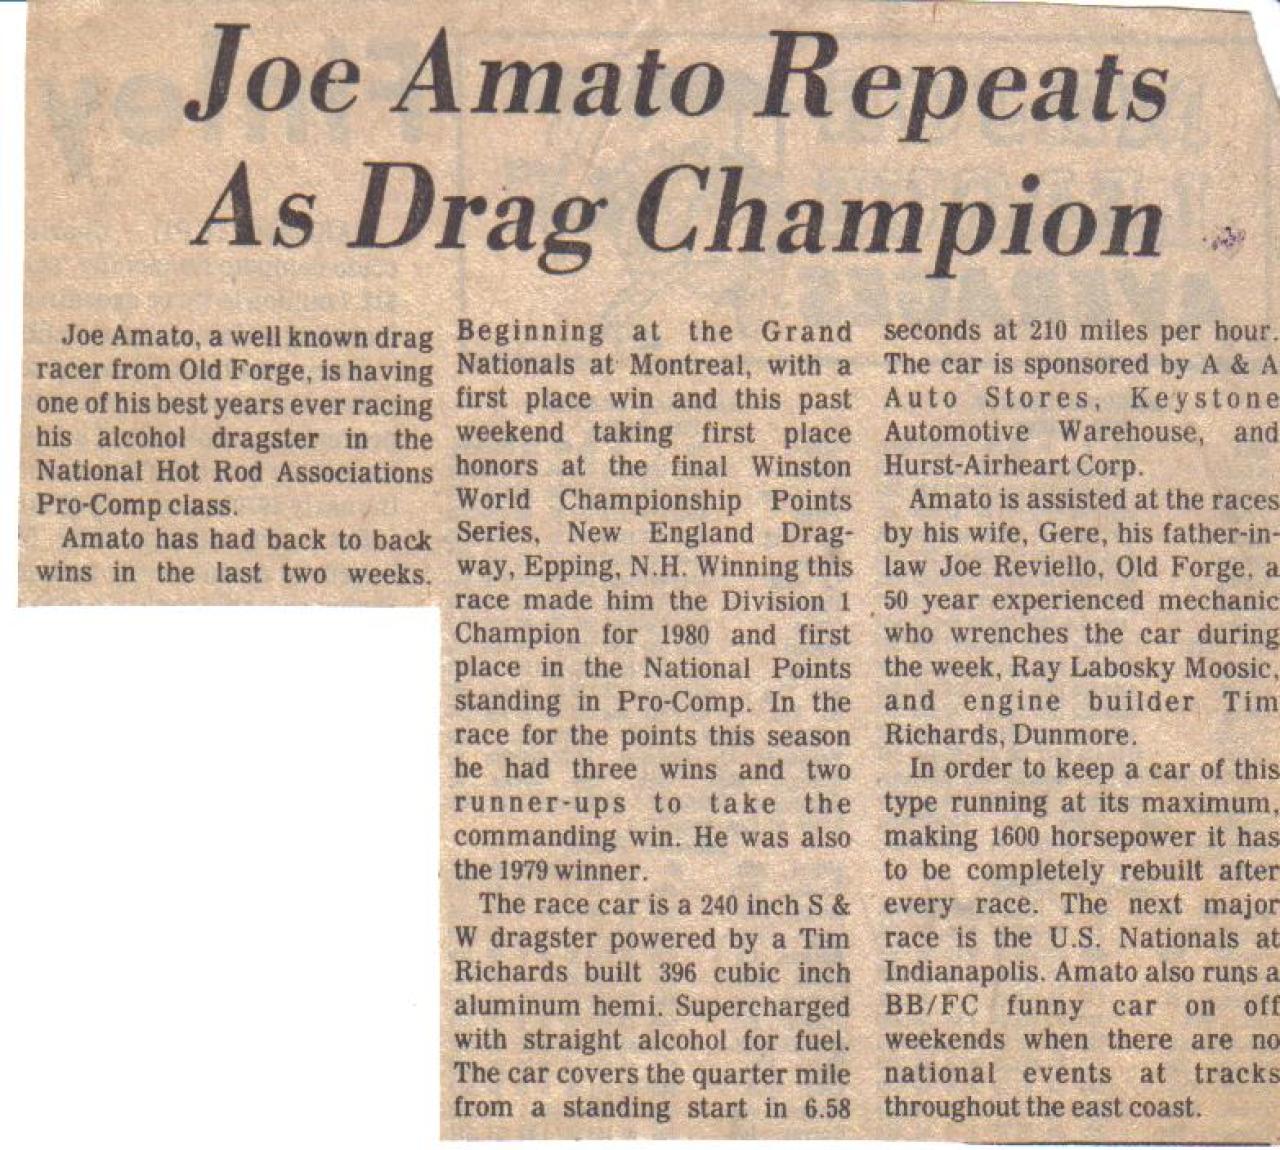 Joe Amato Repeats
As Drag Champion
Joe Amato, a well known drag
racer from Old Forge, is having
one of his best years ever racing
his alcohol dragster in the
National Hot Rod Associations
Pro-Comp class.
Amato has had back to back
wins in the last two weeks.
Beginning at the Grand
Nationals at Montreal, with a
first place win and this past
weekend taking first place
honors at the final Winston
World Championship Points
Series, New England Drag-
way, Epping, N.H. Winning this
race made him the Division 1
Champion for 1980 and first
place in the National Points
standing in Pro-Comp. In the
race for the points this season
he had three wins and two
runner-ups to take the
commanding win. He was also
the 1979 winner.
The race car is a 240 inch S &
W dragster powered by a Tim
Richards built 396 cubic inch
aluminum hemi. Supercharged
with straight alcohol for fuel.
The car covers the quarter mile
from a standing start in 6.58
seconds at 210 miles per hour.
The car is sponsored by A & A
Auto Stores, Keystone
Automotive Warehouse, and
Hurst-Airheart Corp.
Amato is assisted at the races
by his wife, Gere, his father-in-
law Joe Reviello, Old Forge, a
50 year experienced mechanic
who wrenches the car during
the week, Ray Labosky Moosic,
and engine builder Tim
Richards, Dunmore.
In order to keep a car of this
type running at its maximum,
making 1600 horsepower it has
to be completely rebuilt after
every race. The next major
race is the U.S. Nationals at
Indianapolis. Amato also runs a
BB/FC funny car on off
weekends when there are no
national events at tracks
throughout the east coast.